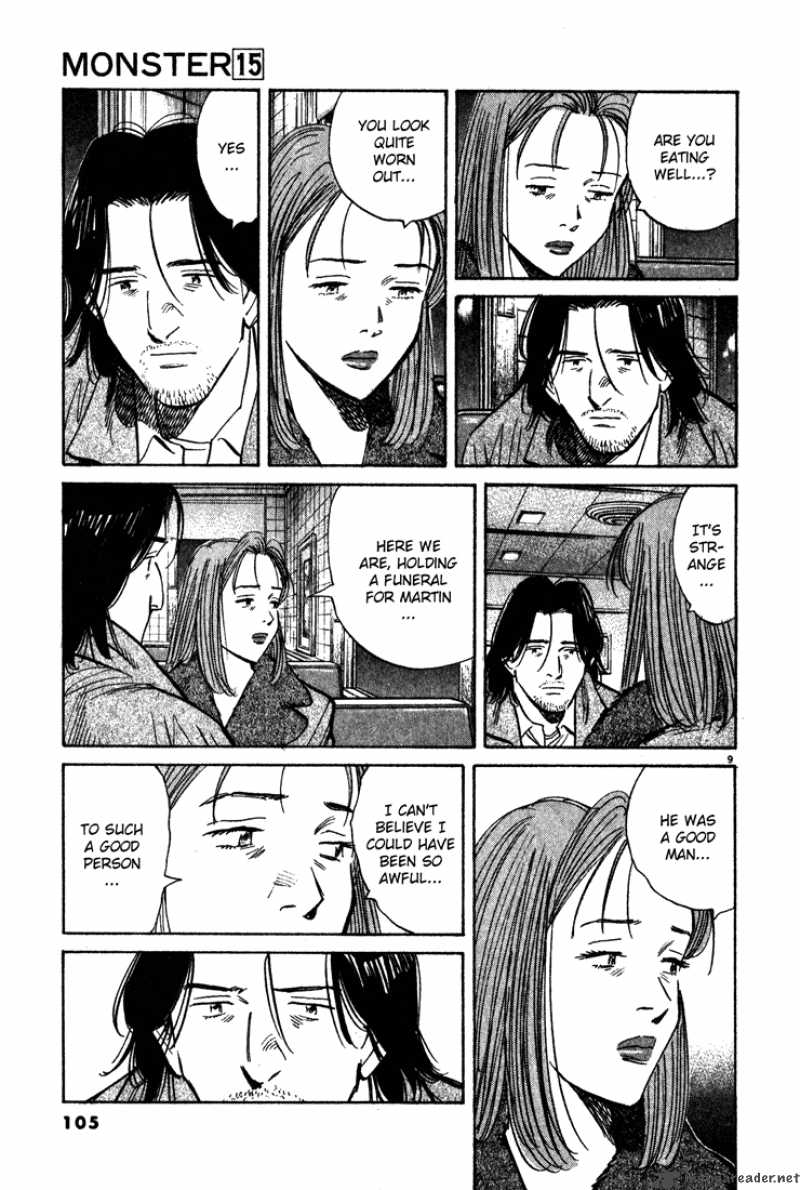 MONSTER 15
ARE YOU
EATING
WELL...?
YOU LOOK
QUITE
WORN
OUT...
YES
...
IT'S
STR-
ANGE
...
HERE WE
ARE, HOLDING
A FUNERAL
FOR MARTIN
...
9
HE WAS
A GOOD
MAN...
I CAN'T
BELIEVE I
COULD HAVE
BEEN SO
AWFUL...
TO SUCH
A GOOD
PERSON
...
105
eader.net